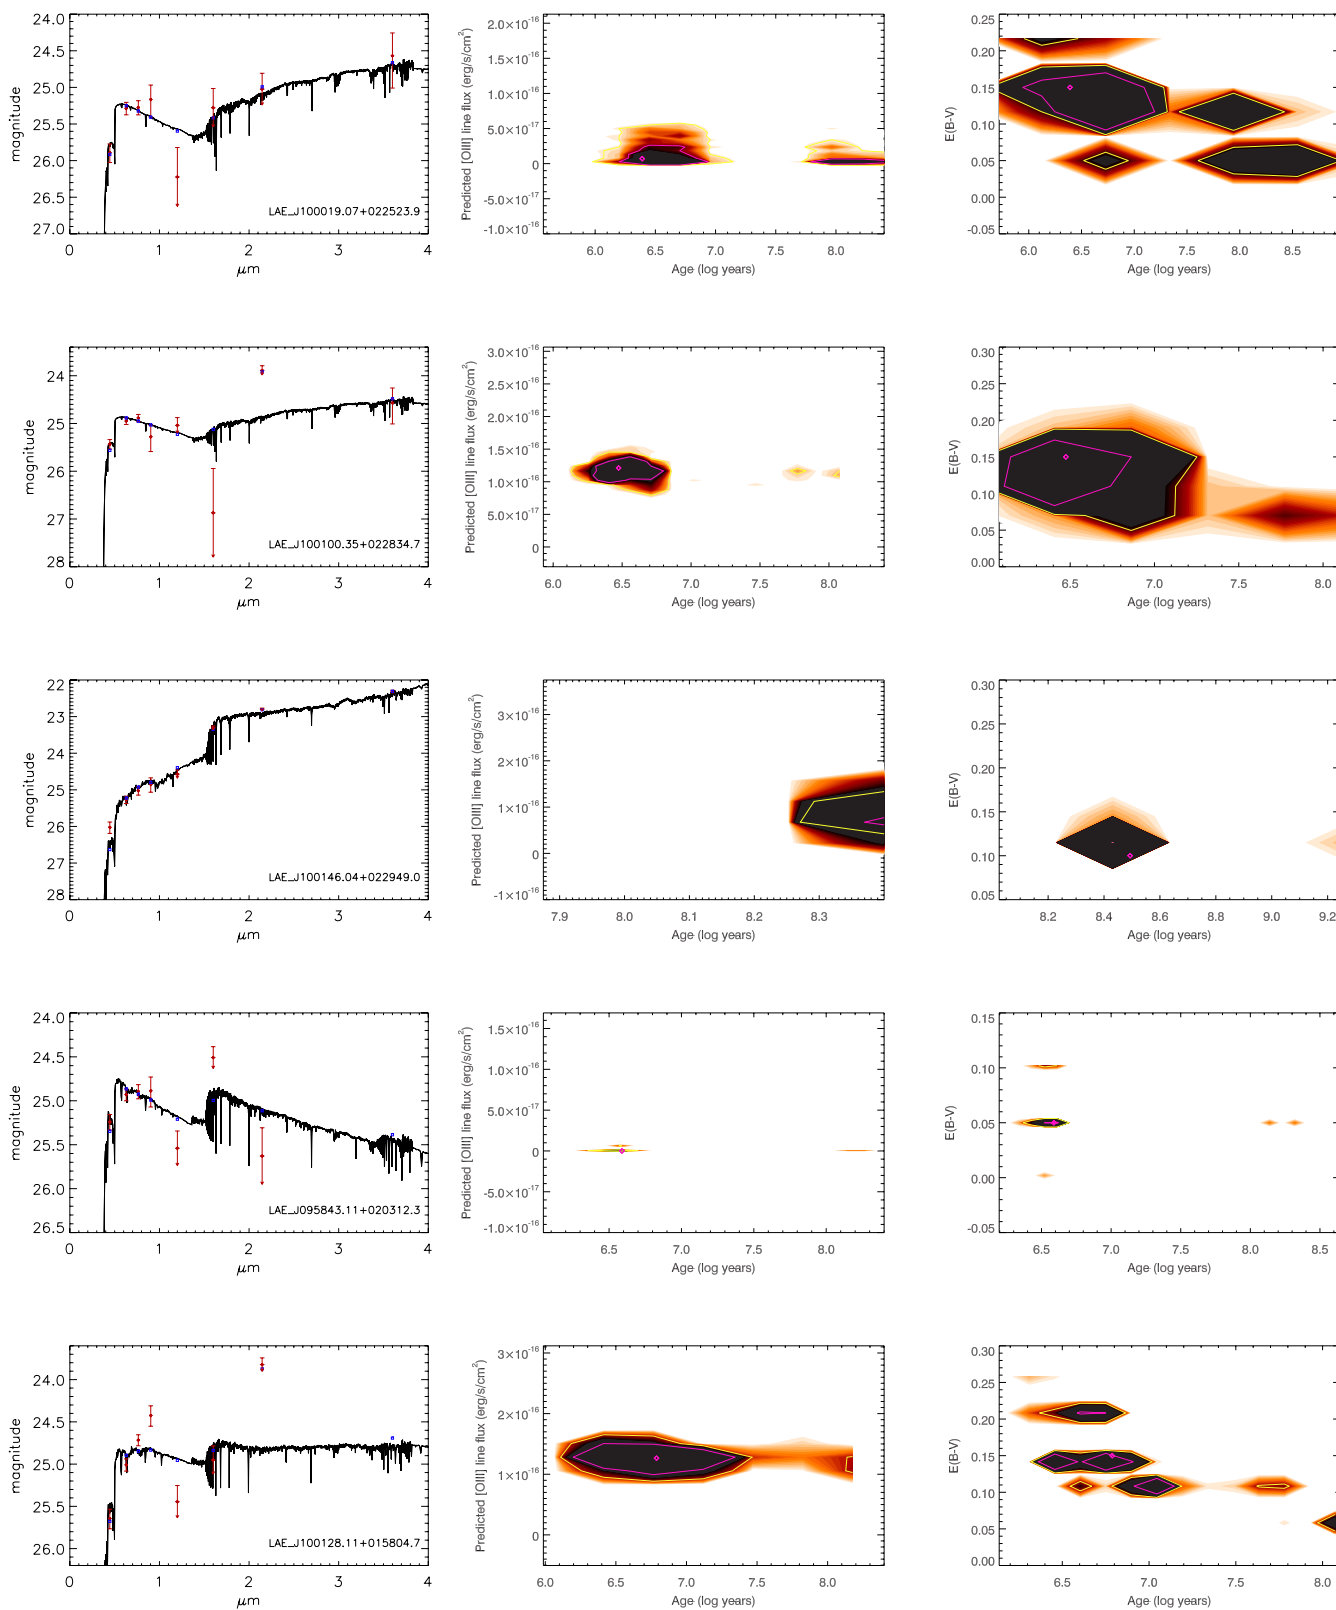 24.0
24.5
25.0
25.5
26.0
26.5
27.0
magnitude
0 1 2 3 4
μm
LAE_J100019.07+022523.9
2.0×10⁻¹⁶
1.5×10⁻¹⁶
1.0×10⁻¹⁶
5.0×10⁻¹⁷
0
-5.0×10⁻¹⁷
-1.0×10⁻¹⁶
Predicted [OIII] line flux (erg/s/cm²)
6.0 6.5 7.0 7.5 8.0
Age (log years)
0.25
0.20
0.15
0.10
0.05
0.00
-0.05
E(B-V)
6.0 6.5 7.0 7.5 8.0 8.5
Age (log years)
24
25
26
27
28
magnitude
0 1 2 3 4
μm
LAE_J100100.35+022834.7
3.0×10⁻¹⁶
2.5×10⁻¹⁶
2.0×10⁻¹⁶
1.5×10⁻¹⁶
1.0×10⁻¹⁶
5.0×10⁻¹⁷
0
Predicted [OIII] line flux (erg/s/cm²)
6.0 6.5 7.0 7.5 8.0
Age (log years)
0.30
0.25
0.20
0.15
0.10
0.05
0.00
E(B-V)
6.5 7.0 7.5 8.0
Age (log years)
22
23
24
25
26
27
28
magnitude
0 1 2 3 4
μm
LAE_J100146.04+022949.0
3×10⁻¹⁶
2×10⁻¹⁶
1×10⁻¹⁶
0
-1×10⁻¹⁶
Predicted [OIII] line flux (erg/s/cm²)
7.9 8.0 8.1 8.2 8.3
Age (log years)
0.30
0.25
0.20
0.15
0.10
0.05
E(B-V)
8.2 8.4 8.6 8.8 9.0 9.2
Age (log years)
24.0
24.5
25.0
25.5
26.0
26.5
magnitude
0 1 2 3 4
μm
LAE_J095843.11+020312.3
1.5×10⁻¹⁶
1.0×10⁻¹⁶
5.0×10⁻¹⁷
0
-5.0×10⁻¹⁷
-1.0×10⁻¹⁶
Predicted [OIII] line flux (erg/s/cm²)
6.5 7.0 7.5 8.0
Age (log years)
0.15
0.10
0.05
0.00
-0.05
E(B-V)
6.5 7.0 7.5 8.0 8.5
Age (log years)
24.0
24.5
25.0
25.5
26.0
magnitude
0 1 2 3 4
μm
LAE_J100128.11+015804.7
3×10⁻¹⁶
2×10⁻¹⁶
1×10⁻¹⁶
0
Predicted [OIII] line flux (erg/s/cm²)
6.0 6.5 7.0 7.5 8.0
Age (log years)
0.30
0.25
0.20
0.15
0.10
0.05
0.00
E(B-V)
6.5 7.0 7.5 8.0
Age (log years)